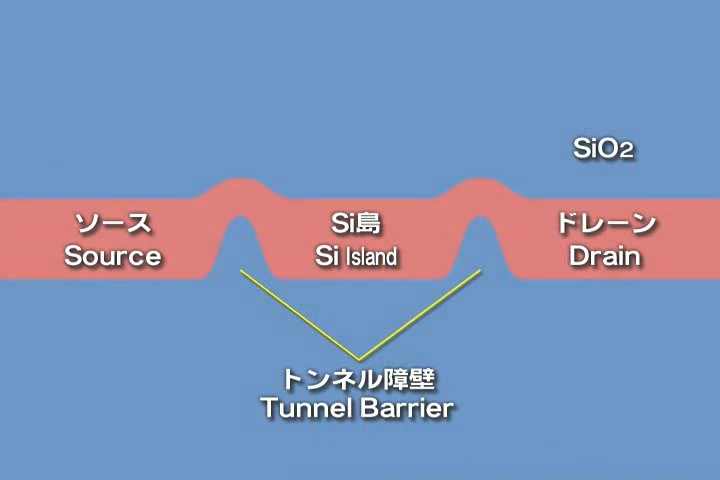 SiO2
ソース
Source
Si島
Si Island
ドレーン
Drain
トンネル障壁
Tunnel Barrier